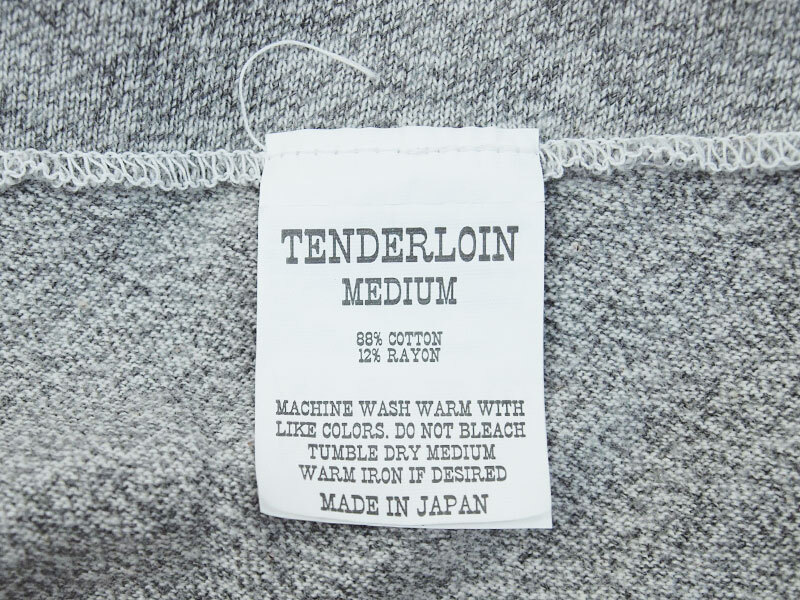 TENDERLOIN
MEDIUM
88% COTTON
12% RAYON
MACHINE WASH WARM WITH
LIKE COLORS. DO NOT BLEACH
TUMBLE DRY MEDIUM
WARM IRON IF DESIRED
MADE IN JAPAN